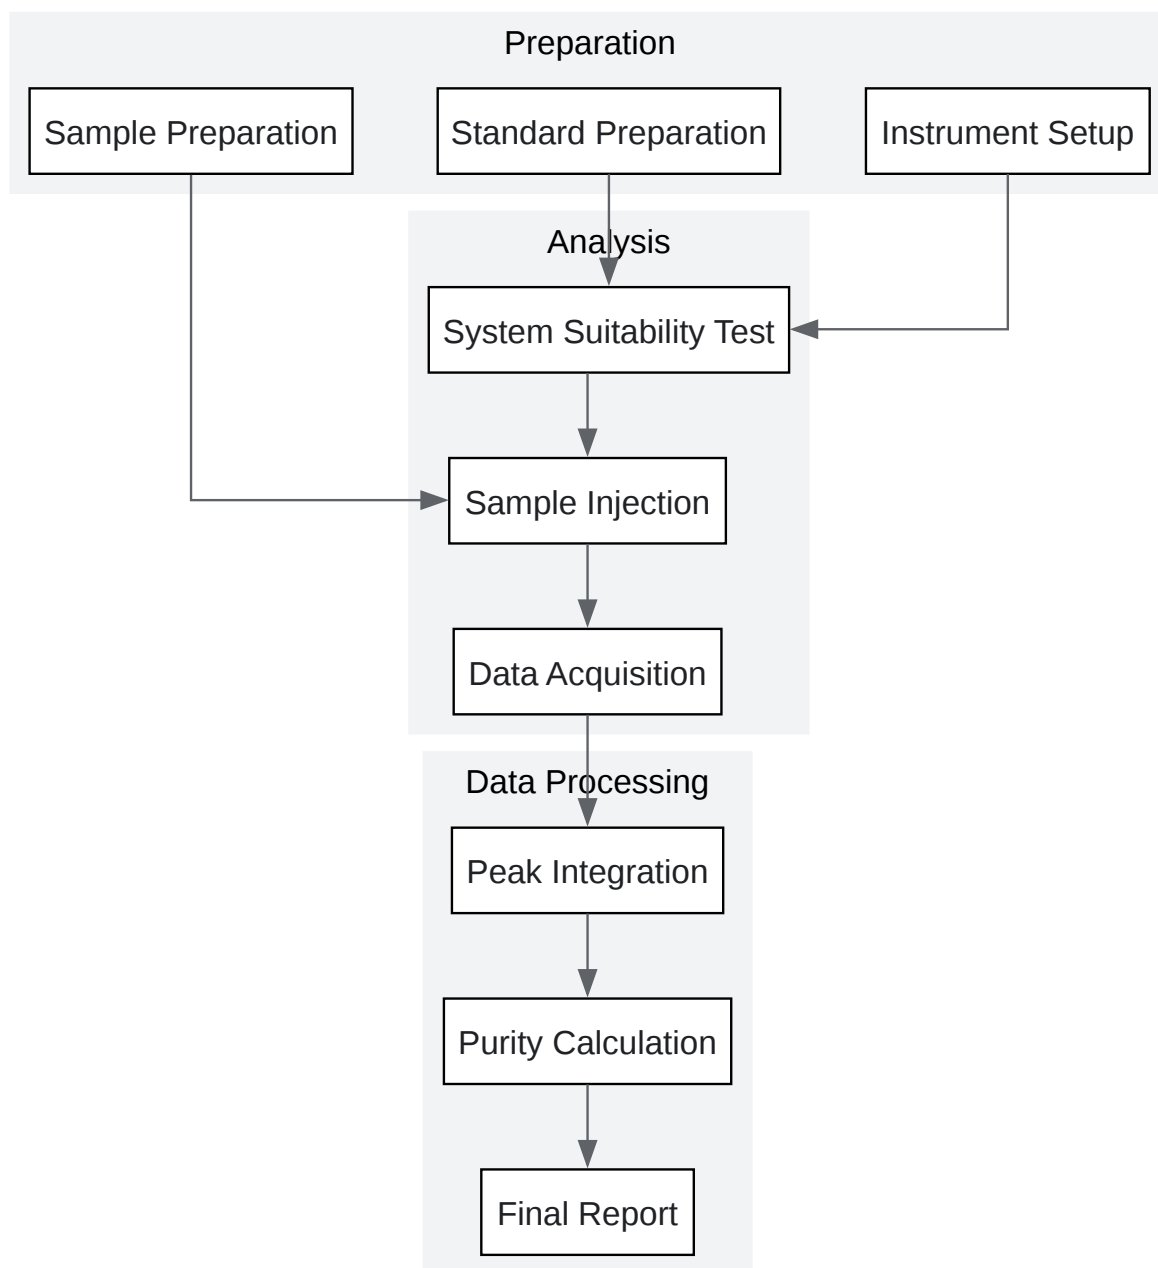 Preparation
Sample Preparation
Standard Preparation
Instrument Setup
Analysis
System Suitability Test
Sample Injection
Data Acquisition
Data Processing
Peak Integration
Purity Calculation
Final Report